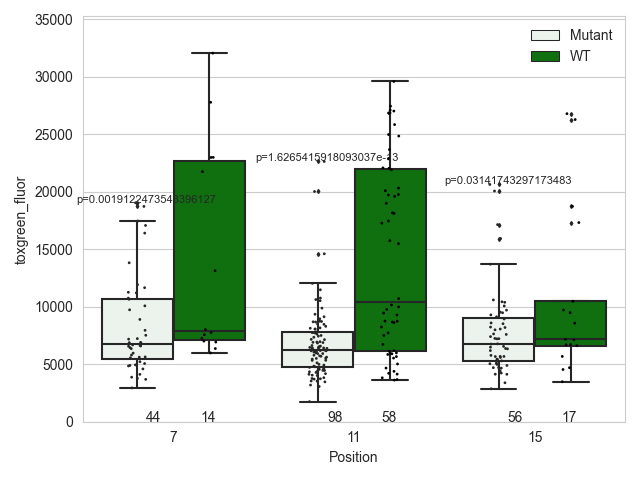 35000
Mutant
WT
30000
25000
p=1.6265415918093037e-13
p=0.03141743297173483
20000
p=0.0019122473543396127
15000
10000
5000
0
44 14 98 58 56 17
7 11 15
Position
toxgreen_fluor